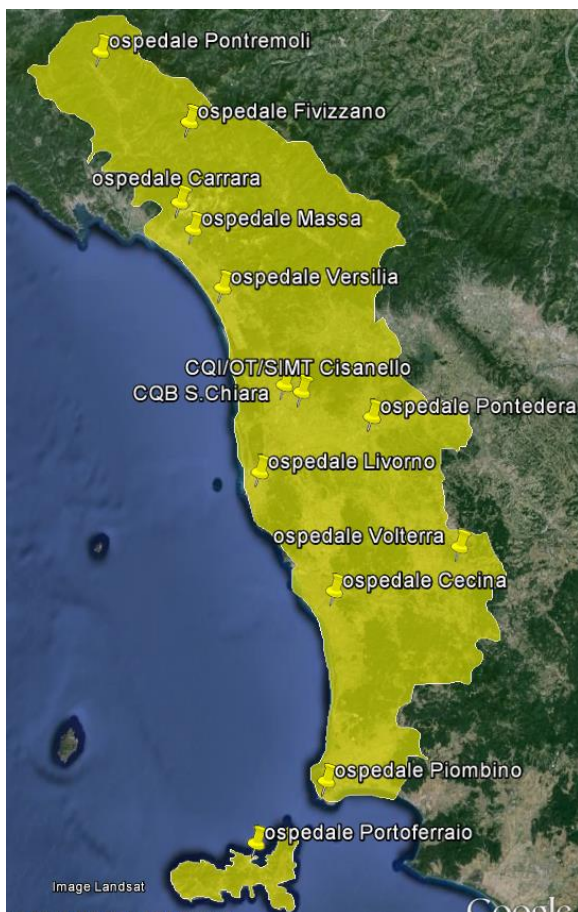 ospedale Pontremoli
ospedale Fivizzano
ospedale Carrara
ospedale Massa
ospedale Versilia
CQI/OT/SIMT Cisanello
CQB S.Chiara
ospedale Pontedera
ospedale Livorno
ospedale Volterra
ospedale Cecina
ospedale Piombino
ospedale Portoferraio
Image Landsat
Google